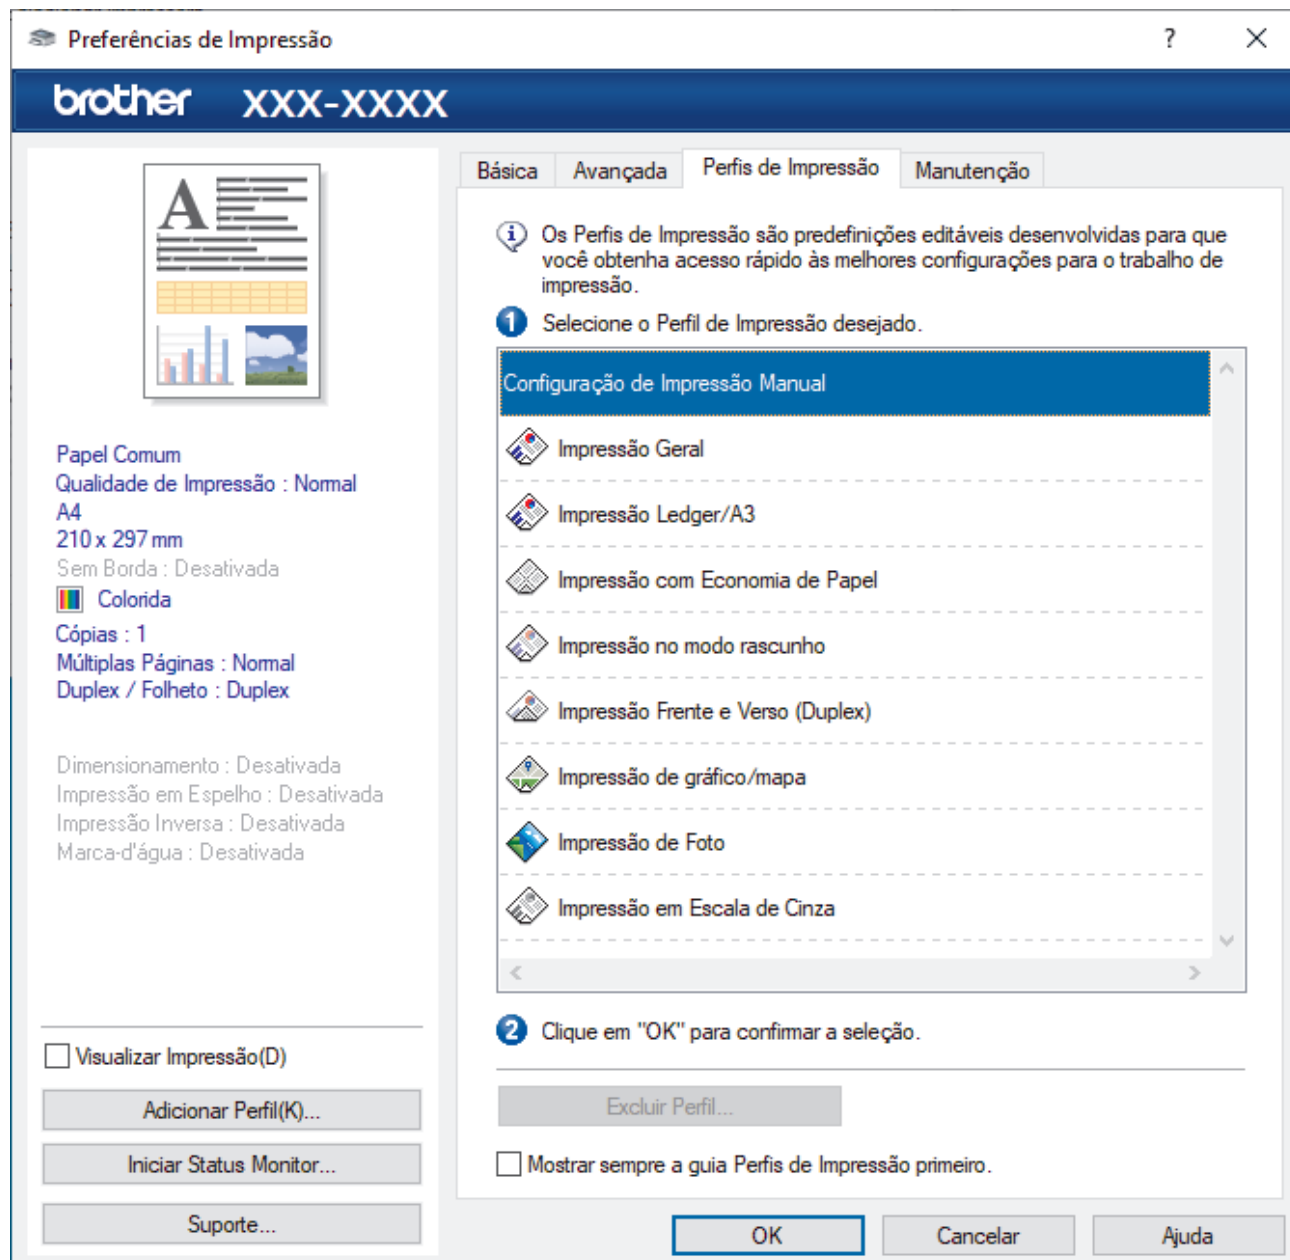 Preferências de Impressão
?
brother XXX-XXXX
Básica
Avançada
Perfis de Impressão
Manutenção
A
Os Perfis de Impressão são predefinições editáveis desenvolvidas para que
você obtenha acesso rápido às melhores configurações para o trabalho de
impressão.
1 Selecione o Perfil de Impressão desejado.
Configuração de Impressão Manual
Impressão Geral
Impressão Ledger/A3
Impressão com Economia de Papel
Impressão no modo rascunho
Impressão Frente e Verso (Duplex)
Impressão de gráfico/mapa
Impressão de Foto
Impressão em Escala de Cinza
2 Clique em "OK" para confirmar a seleção.
Excluir Perfil...
Mostrar sempre a guia Perfis de Impressão primeiro.
Papel Comum
Qualidade de Impressão : Normal
A4
210 x 297 mm
Sem Borda : Desativada
Colorida
Cópias : 1
Múltiplas Páginas : Normal
Duplex / Folheto : Duplex
Dimensionamento : Desativada
Impressão em Espelho : Desativada
Impressão Inversa : Desativada
Marca-d'água : Desativada
Visualizar Impressão(D)
Adicionar Perfil(K)...
Iniciar Status Monitor...
Suporte...
OK
Cancelar
Ajuda